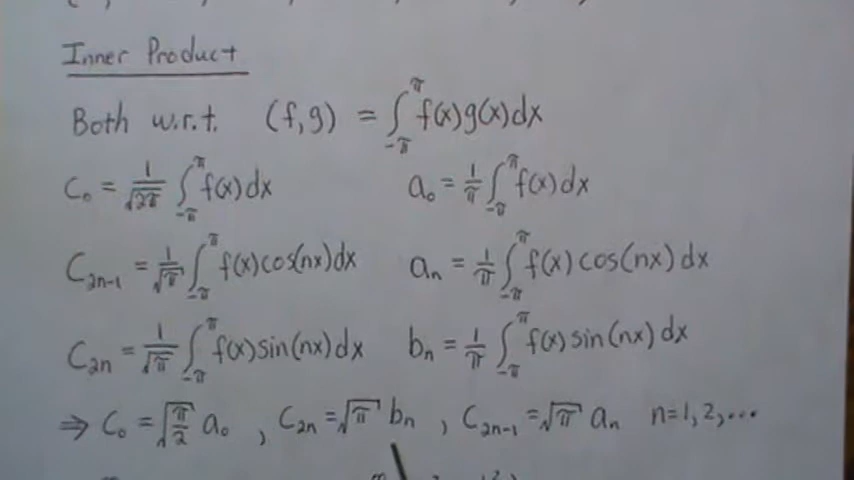 Inner Product
Both w.r.t. (f,g) = ∫_{-π}^{π} f(x)g(x)dx
C₀ = 1/√(2π) ∫_{-π}^{π} f(x)dx    a₀ = 1/π ∫_{-π}^{π} f(x)dx
C_{2n-1} = 1/√π ∫_{-π}^{π} f(x)cos(nx)dx    aₙ = 1/π ∫_{-π}^{π} f(x)cos(nx)dx
C_{2n} = 1/√π ∫_{-π}^{π} f(x)sin(nx)dx    bₙ = 1/π ∫_{-π}^{π} f(x)sin(nx)dx
⇒ C₀ = √(π/2) a₀ , C_{2n} = √π bₙ , C_{2n-1} = √π aₙ    n=1,2,...